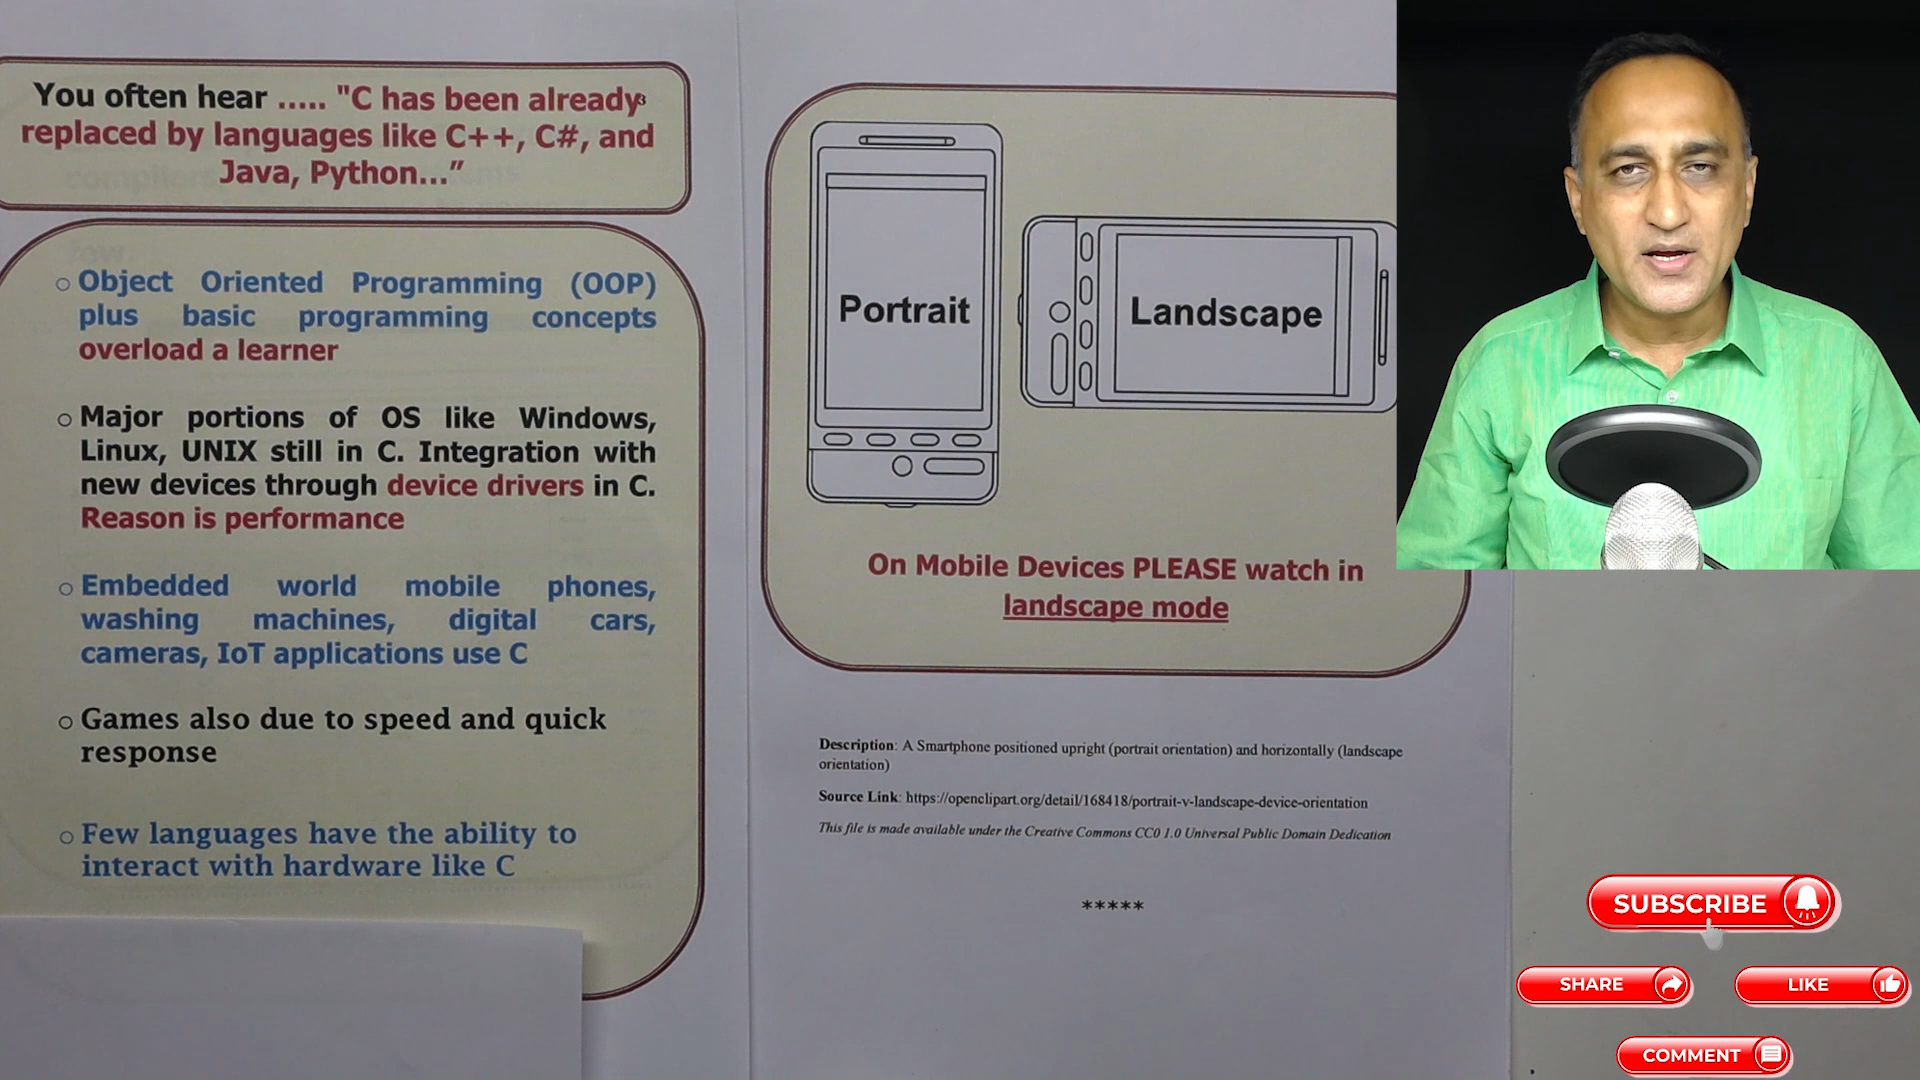 You often hear ..... "C has been already
replaced by languages like C++, C#, and
Java, Python..."
o Object Oriented Programming (OOP)
plus basic programming concepts
overload a learner
o Major portions of OS like Windows,
Linux, UNIX still in C. Integration with
new devices through device drivers in C.
Reason is performance
o Embedded world mobile phones,
washing machines, digital cars,
cameras, IoT applications use C
o Games also due to speed and quick
response
o Few languages have the ability to
interact with hardware like C
Portrait
Landscape
On Mobile Devices PLEASE watch in
landscape mode
Description: A Smartphone positioned upright (portrait orientation) and horizontally (landscape
orientation)
Source Link: https://openclipart.org/detail/168418/portrait-v-landscape-device-orientation
This file is made available under the Creative Commons CC0 1.0 Universal Public Domain Dedication
*****
SUBSCRIBE
SHARE
LIKE
COMMENT